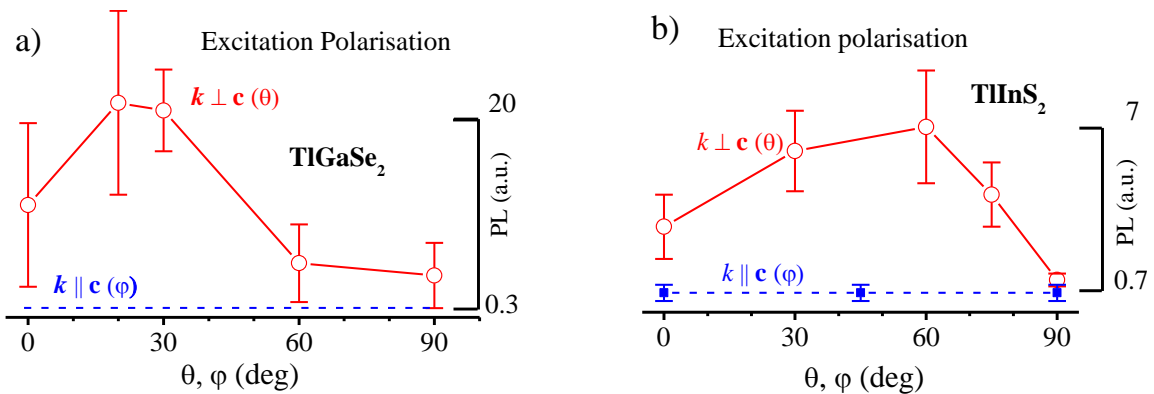 a)
Excitation Polarisation
k ⊥ c (θ)
20
TlGaSe₂
PL (a.u.)
k ∥ c (φ)
0.3
0 30 60 90
θ, φ (deg)
b)
Excitation polarisation
TlInS₂
7
k ⊥ c (θ)
PL (a.u.)
k ∥ c (φ)
0.7
0 30 60 90
θ, φ (deg)